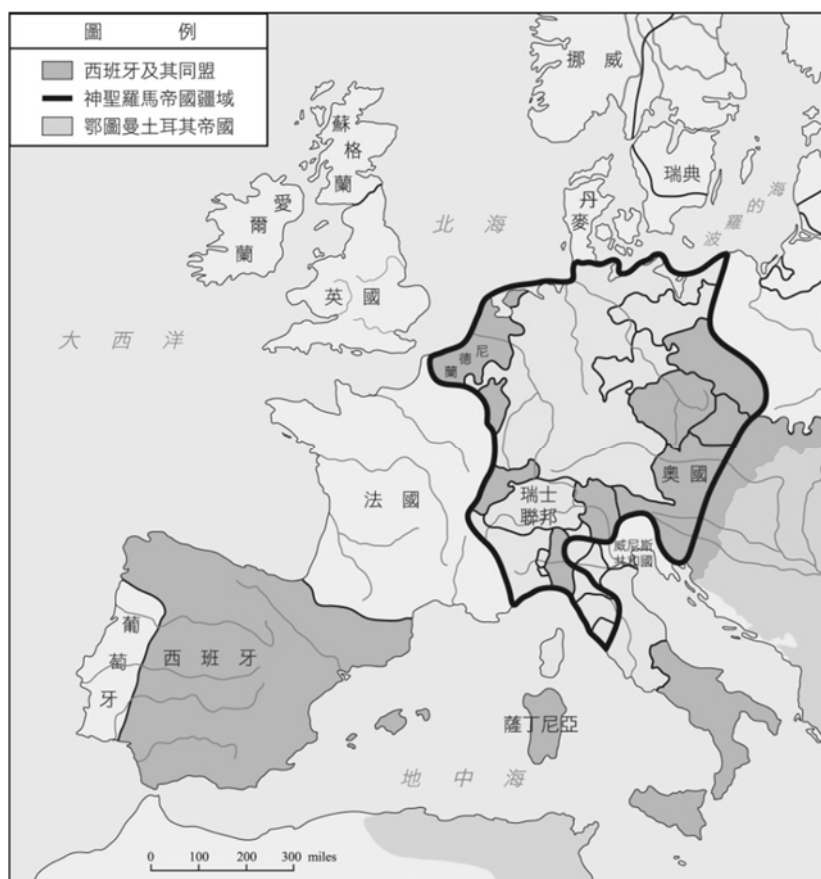 圖 例
西班牙及其同盟
神聖羅馬帝國疆域
鄂圖曼土耳其帝國
挪威
蘇格蘭
瑞典
愛爾蘭
丹麥
北海
波羅的海
英國
大西洋
尼德蘭
奧國
法國
瑞士
聯邦
威尼斯
共和國
葡萄牙
西班牙
薩丁尼亞
地中海
0 100 200 300 miles